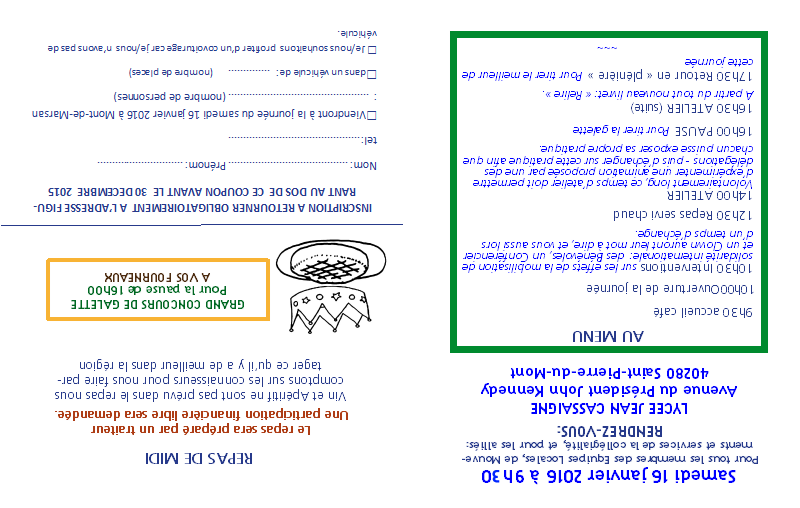 Samedi 16 janvier 2016 à 9h30
Pour tous les membres des Equipes Locales, de Mouve-
ments et services de la collégialité, et pour les alliés:
RENDREZ-VOUS:
LYCEE JEAN CASSAIGNE
Avenue du Président John Kennedy
40280 Saint-Pierre-du-Mont
AU MENU
9h30 accueil café
10h00Ouverture de la journée
10h30 Interventions sur les effets de la mobilisation de
solidarité internationale: des Bénévoles, un Conférencier
et un Clown auront leur mot à dire, et vous aussi lors
d'un temps d'échange.
12h30 Repas servi chaud
14h00 ATELIER
Volontairement long, ce temps d'atelier doit permettre
d'expérimenter une animation proposée par une des
délégations - puis d'échanger sur cette pratique afin que
chacun puisse exposer sa propre pratique.
16h00 PAUSE Pour tirer la galette
16h30 ATELIER (suite)
A partir du tout nouveau livret: « Relire ».
17h30 Retour en « plénière » Pour tirer le meilleur de
cette journée
~~~
REPAS DE MIDI
Le repas sera préparé par un traiteur
Une participation financière libre sera demandée.
Vin et Apéritif ne sont pas prévu dans le repas nous
comptons sur les connaisseurs pour nous faire par-
tager ce qu'il y a de meilleur dans la région
GRAND CONCOURS DE GALETTE
Pour la pause de 16h00
A VOS FOURNEAUX
INSCRIPTION A RETOURNER OBLIGATOIREMENT A L'ADRESSE FIGU-
RANT AU DOS DE CE COUPON AVANT LE 30 DECEMBRE 2015
Nom: ................................... Prénom: .........................
tel: ...............................................
☐Viendront à la journée du samedi 16 janvier 2016 à Mont-de-Marsan
: .......................................... (nombre de personnes)
☐dans un véhicule de: .............. (nombre de places)
☐Je/nous souhaitons profiter d'un covoiturage car je/nous n'avons pas de
véhicule.